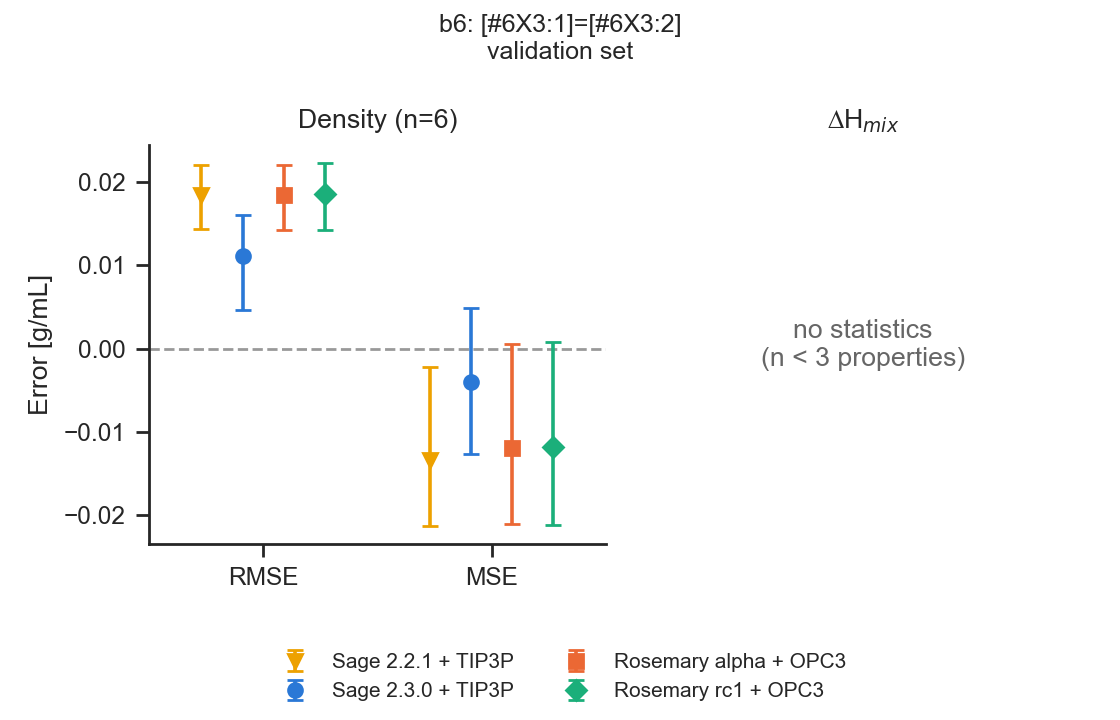 b6: [#6X3:1]=[#6X3:2]
validation set
Density (n=6)
ΔHmix
Error [g/mL]
0.02
0.01
0.00
−0.01
−0.02
RMSE
MSE
no statistics
(n < 3 properties)
Sage 2.2.1 + TIP3P
Sage 2.3.0 + TIP3P
Rosemary alpha + OPC3
Rosemary rc1 + OPC3